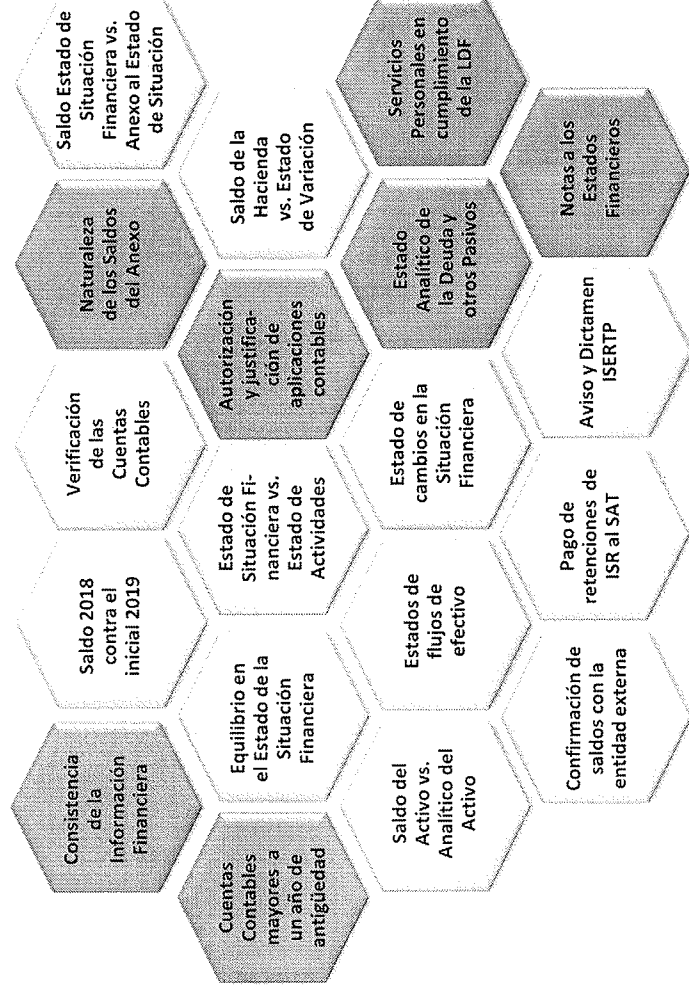 Consistencia
de la
Información
Financiera
Saldo 2018
contra el
inicial 2019
Verificación
de las
Cuentas
Contables
Naturaleza
de los Saldos
del Anexo
Saldo Estado de
Situación
Financiera vs.
Anexo al Estado
de Situación
Cuentas
Contables
mayores a
un año de
antigüedad
Equilibrio en
el Estado de la
Situación
Financiera
Estado de
Situación Fi-
nanciera vs.
Estado de
Actividades
Autorización
y justifica-
ción de
aplicaciones
contables
Saldo de la
Hacienda
vs. Estado
de Variación
Saldo del
Activo vs.
Analítico del
Activo
Estados de
flujos de
efectivo
Estado de
cambios en la
Situación
Financiera
Estado
Analítico de
la Deuda y
otros Pasivos
Servicios
Personales en
cumplimiento
de la LDF
Confirmación de
saldos con la
entidad externa
Pago de
retenciones de
ISR al SAT
Aviso y Dictamen
ISERTP
Notas a los
Estados
Financieros